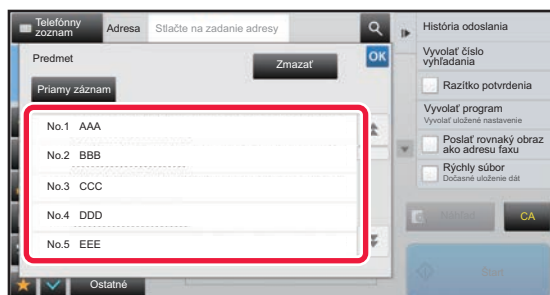 Telefónny
zoznam
Adresa
Stlačte na zadanie adresy
Predmet
Zmazať
OK
Priamy záznam
No.1 AAA
No.2 BBB
No.3 CCC
No.4 DDD
No.5 EEE
Ostatné
História odoslania
Vyvolať číslo
vyhľadania
Razítko potvrdenia
Vyvolať program
Vyvolať uložené nastavenie
Poslať rovnaký obraz
ako adresu faxu
Rýchly súbor
Dočasné uloženie dát
CA
Štart